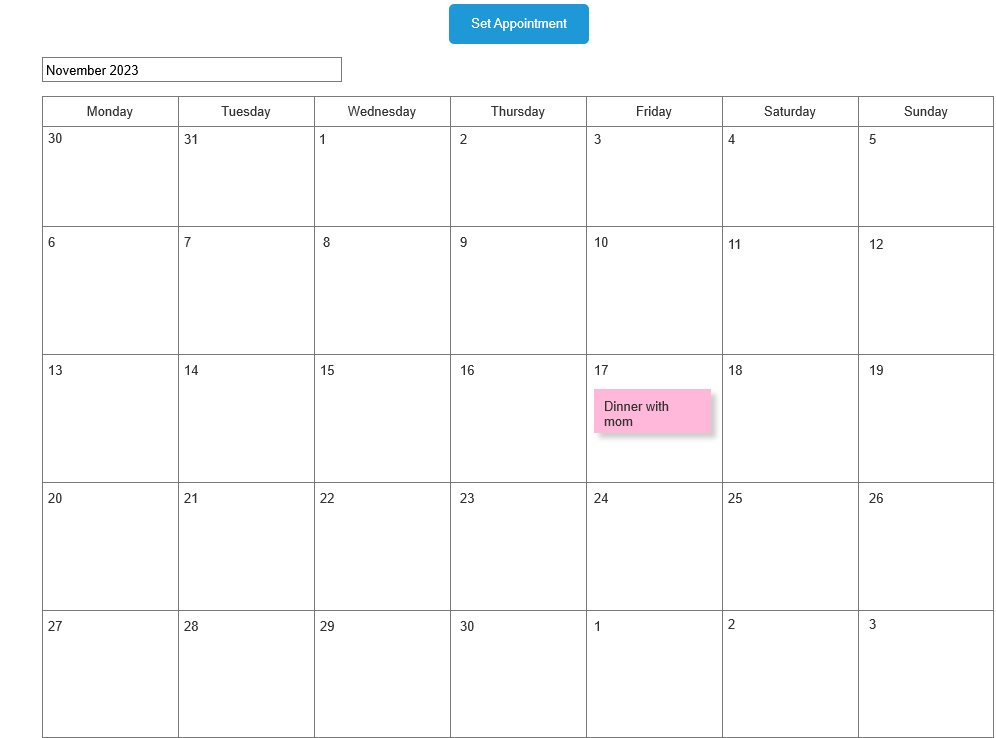 Set Appointment
November 2023
Monday Tuesday Wednesday Thursday Friday Saturday Sunday
30 31 1 2 3 4 5
6 7 8 9 10 11 12
13 14 15 16 17 18 19
Dinner with
mom
20 21 22 23 24 25 26
27 28 29 30 1 2 3